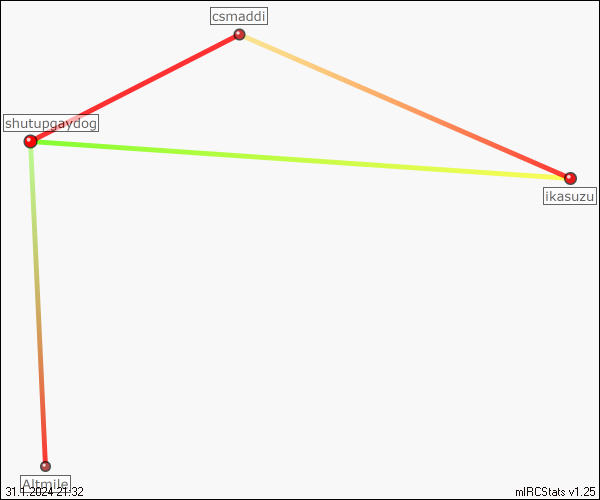 csmaddi
shutupgaydog
ikasuzu
Altmile
31.1.2024 21:32
mIRCStats v1.25